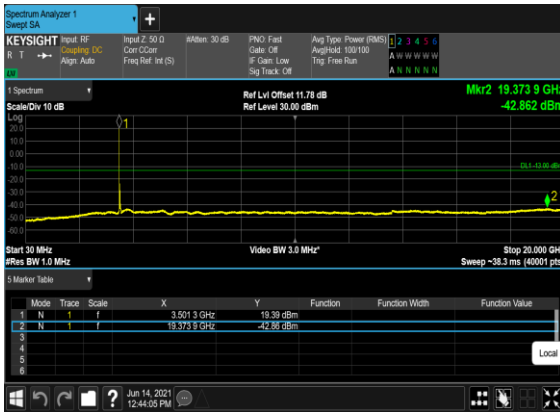 Spectrum Analyzer 1
Swept SA
+
KEYSIGHT Input: RF Input Z: 50 Ω #Atten: 30 dB PNO: Fast Avg Type: Power (RMS) 1 2 3 4 5 6
R T Coupling: DC Corr CCorr Gate: Off Avg|Hold: 100/100 A W W W W W
Align: Auto Freq Ref: Int (S) IF Gain: Low Trig: Free Run
Sig Track: Off A N N N N N
1 Spectrum Ref Lvl Offset 11.78 dB Mkr2 19.373 9 GHz
Scale/Div 10 dB Ref Level 30.00 dBm -42.862 dBm
Log
20.0
10.0
0.00
-10.0
-20.0
-30.0
-40.0
-50.0
-60.0
1
DL1 -13.00 dBm
2
Start 30 MHz Video BW 3.0 MHz* Stop 20.000 GHz
#Res BW 1.0 MHz Sweep ~38.3 ms (40001 pts)
5 Marker Table
Mode Trace Scale X Y Function Function Width Function Value
1 N 1 f 3.501 3 GHz 19.39 dBm
2 N 1 f 19.373 9 GHz -42.86 dBm
3
4
5
6
Local
? Jun 14, 2021
12:44:05 PM